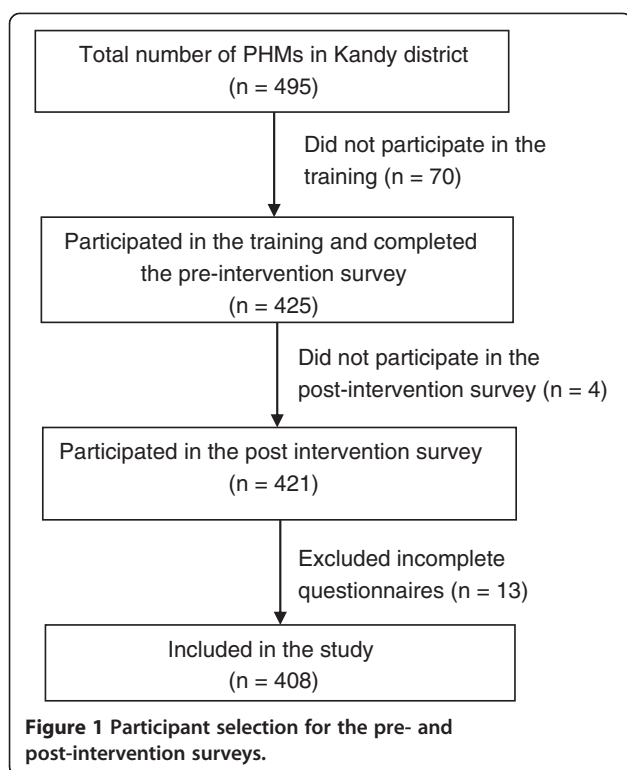 Total number of PHMs in Kandy district
(n = 495)
Did not participate in the
training (n = 70)
Participated in the training and completed
the pre-intervention survey
(n = 425)
Did not participate in the
post-intervention survey (n = 4)
Participated in the post intervention survey
(n = 421)
Excluded incomplete
questionnaires (n = 13)
Included in the study
(n = 408)
Figure 1 Participant selection for the pre- and
post-intervention surveys.